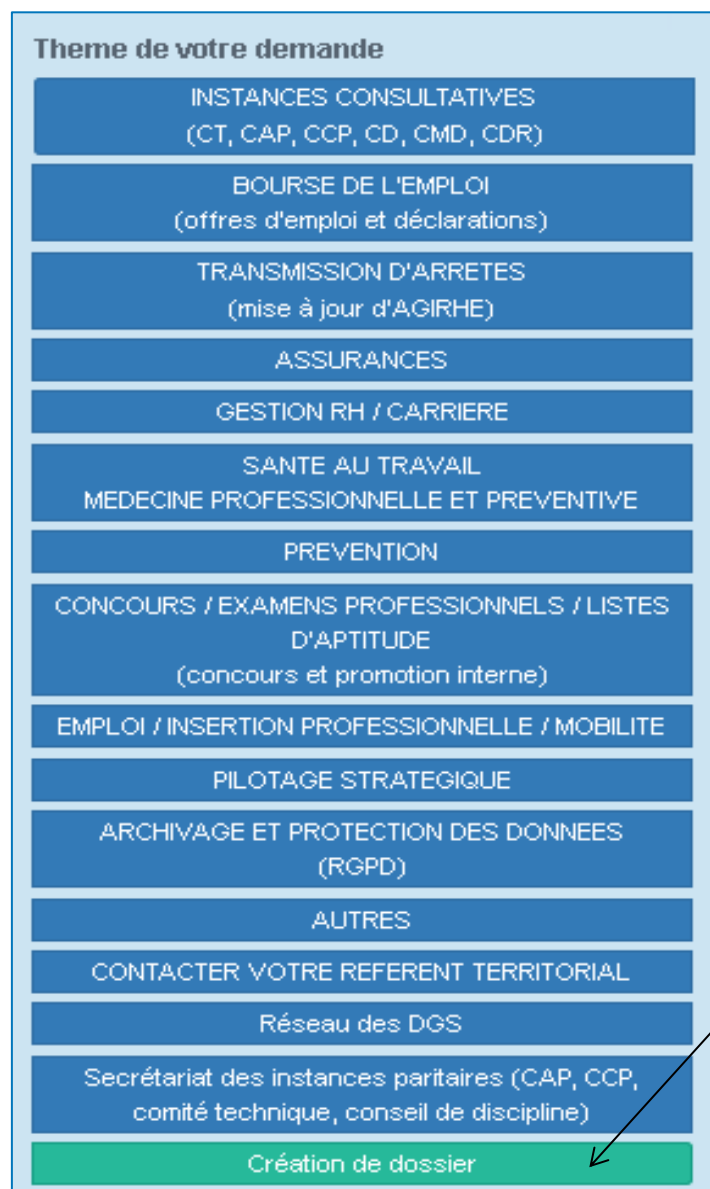 Theme de votre demande
INSTANCES CONSULTATIVES
(CT, CAP, CCP, CD, CMD, CDR)
BOURSE DE L'EMPLOI
(offres d'emploi et déclarations)
TRANSMISSION D'ARRETES
(mise à jour d'AGIRHE)
ASSURANCES
GESTION RH / CARRIERE
SANTE AU TRAVAIL
MEDECINE PROFESSIONNELLE ET PREVENTIVE
PREVENTION
CONCOURS / EXAMENS PROFESSIONNELS / LISTES
D'APTITUDE
(concours et promotion interne)
EMPLOI / INSERTION PROFESSIONNELLE / MOBILITE
PILOTAGE STRATEGIQUE
ARCHIVAGE ET PROTECTION DES DONNEES
(RGPD)
AUTRES
CONTACTER VOTRE REFERENT TERRITORIAL
Réseau des DGS
Secrétariat des instances paritaires (CAP, CCP,
comité technique, conseil de discipline)
Création de dossier